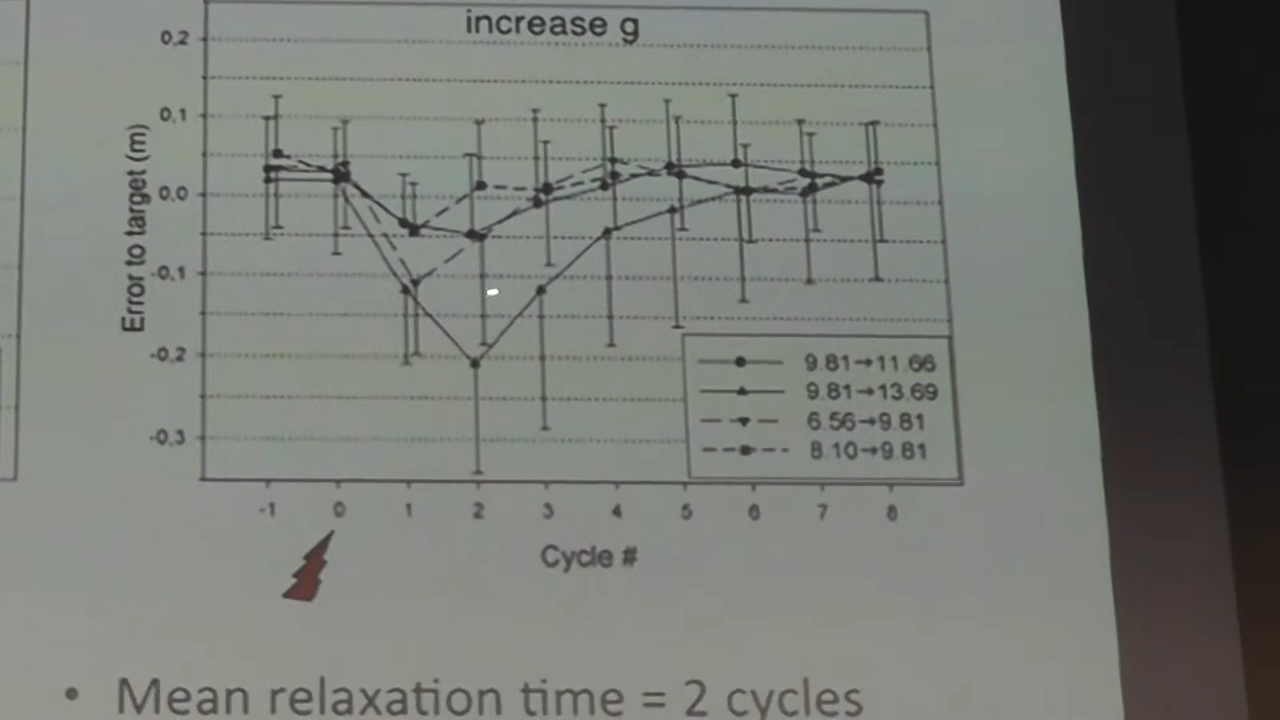 increase g
0,2
0,1
0.0
-0.1
-0,2
-0,3
Error to target (m)
9.81→11.66
9.81→13.69
6.56→9.81
8.10→9.81
-1 0 1 2 3 4 5 6 7 8
Cycle #
• Mean relaxation time = 2 cycles